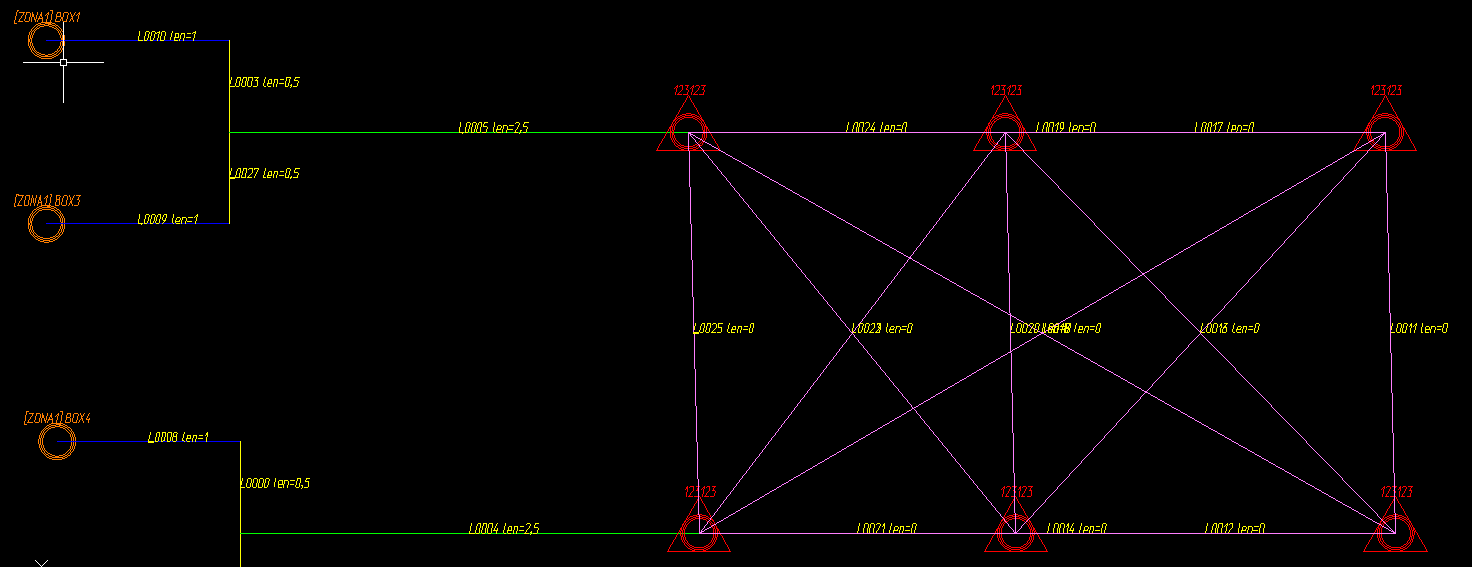 [ZONA1] BOX1
L0010 len=1
L0003 len=0,5
123123
123123
123123
L0005 len=2,5
L0024 len=0
L0019 len=0
L0017 len=0
L0027 len=0,5
[ZONA1] BOX3
L0009 len=1
L0025 len=0
len=0
L0020
len=0
len=0
L0011 len=0
[ZONA1] BOX4
L0008 len=1
L0000 len=0,5
123123
123123
123123
L0004 len=2,5
L0021 len=0
L0014 len=0
L0012 len=0